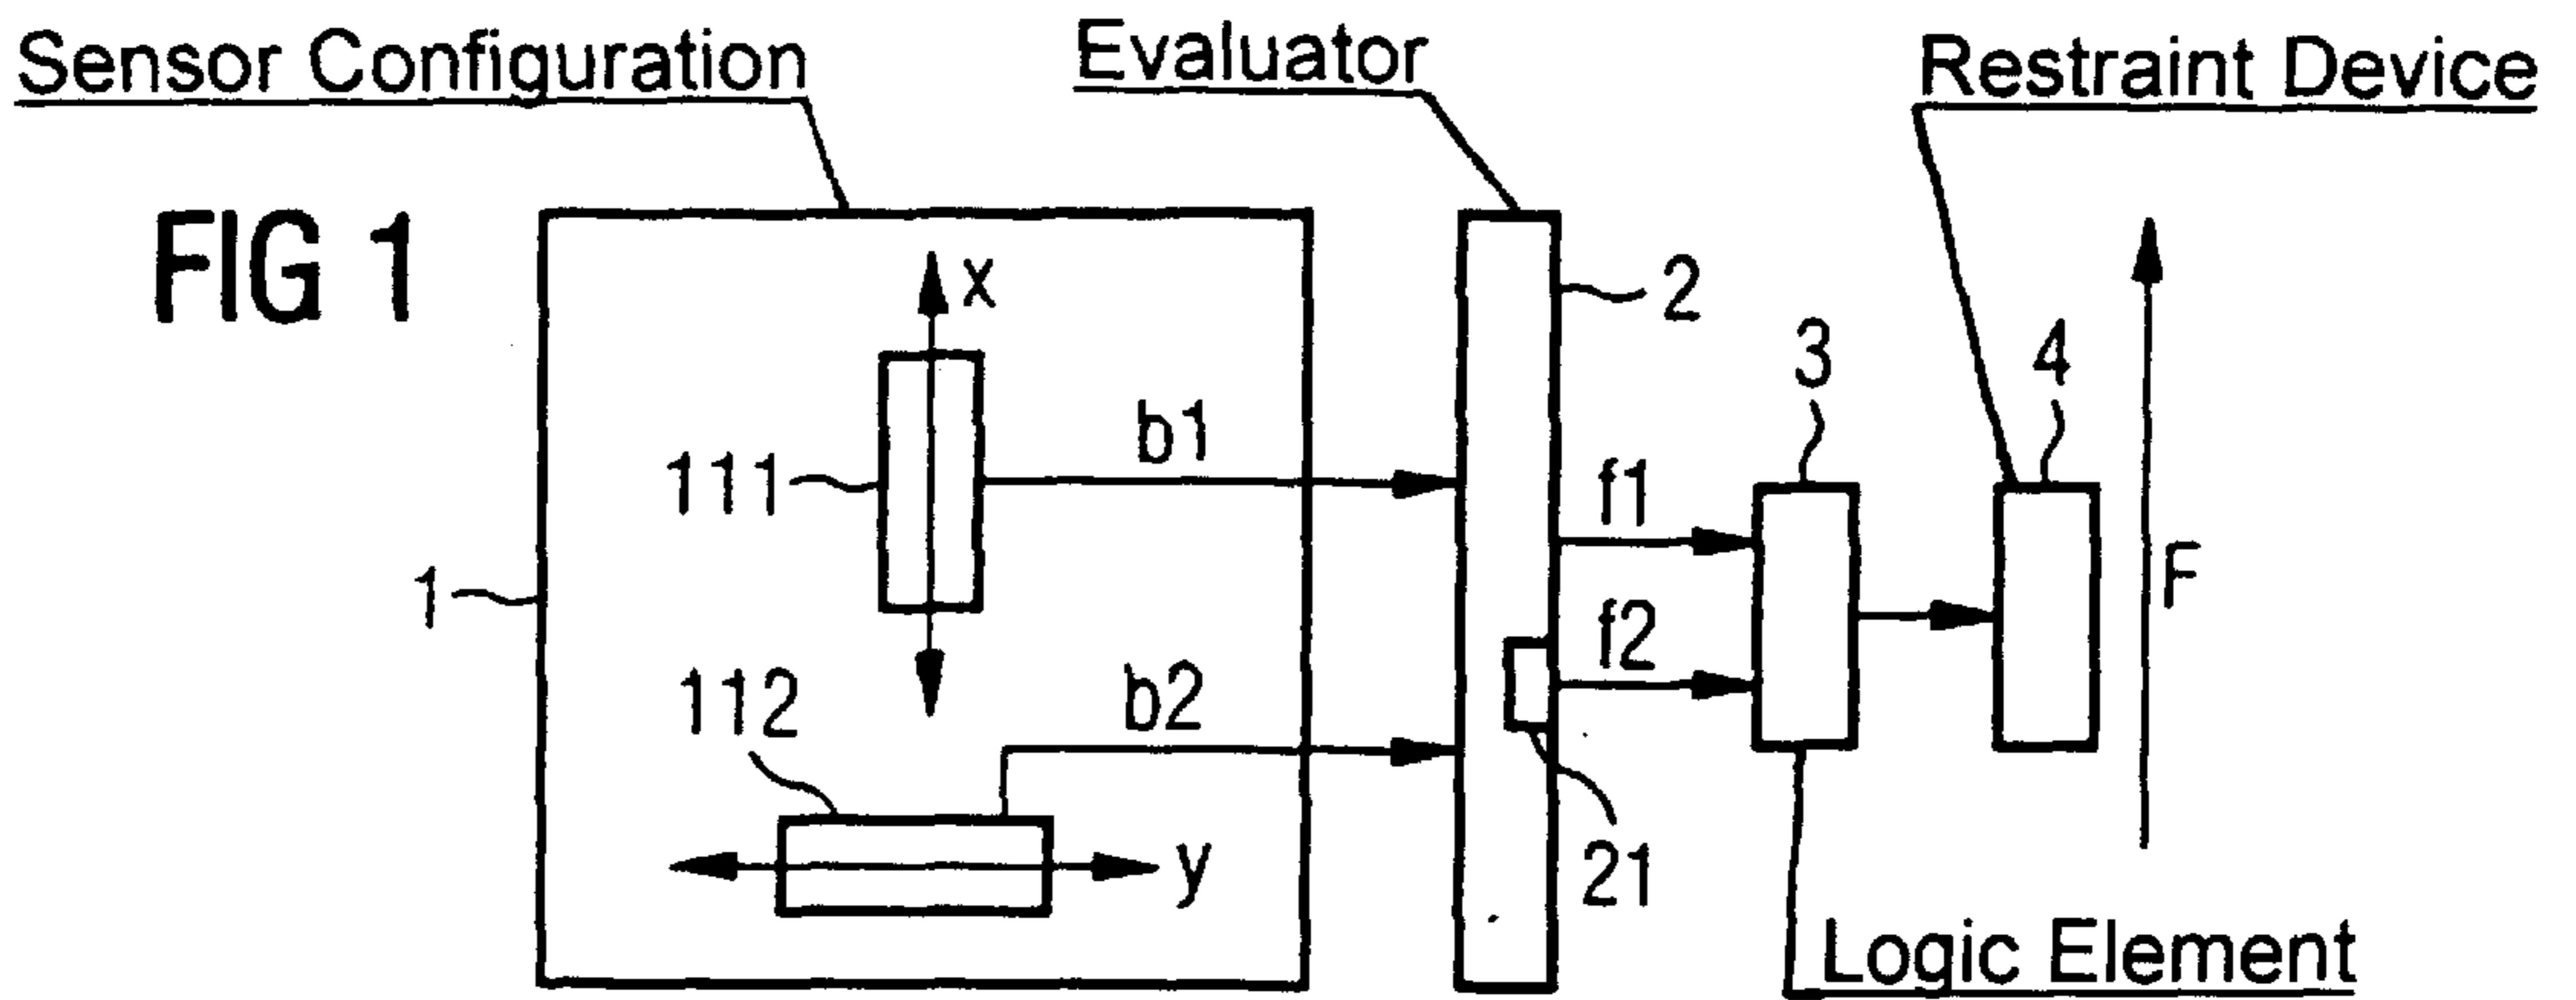 Sensor Configuration
Evaluator
Restraint Device
FIG 1
x
2
3
4
b1
111
f1
F
1
f2
112
b2
y
21
Logic Element